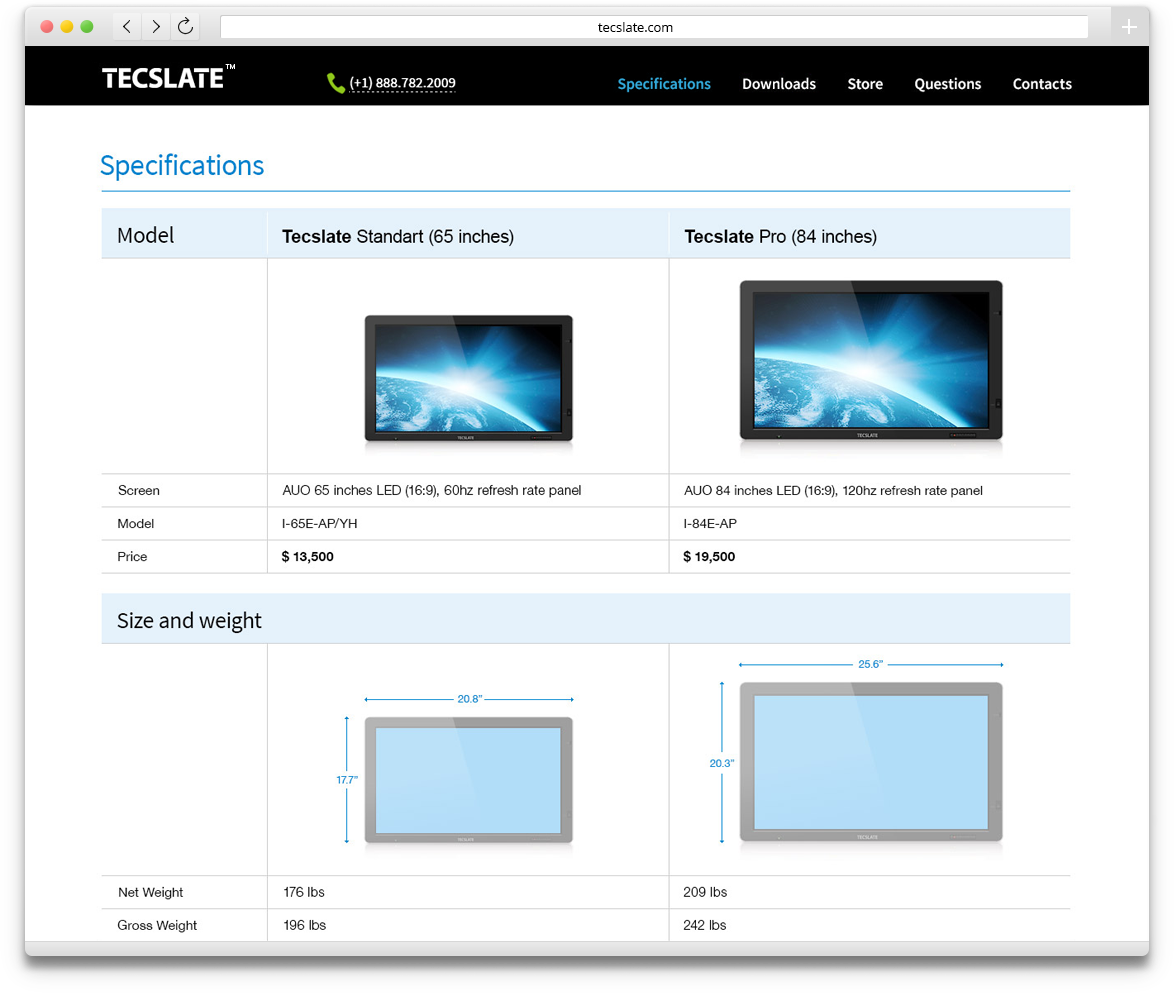 tecslate.com
TECSLATE™
(+1) 888.782.2009
Specifications Downloads Store Questions Contacts
Specifications
Model Tecslate Standart (65 inches) Tecslate Pro (84 inches)
TECSLATE TECSLATE
Screen AUO 65 inches LED (16:9), 60hz refresh rate panel AUO 84 inches LED (16:9), 120hz refresh rate panel
Model I-65E-AP/YH I-84E-AP
Price $ 13,500 $ 19,500
Size and weight
20.8" 25.6"
17.7" 20.3"
TECSLATE TECSLATE
Net Weight 176 lbs 209 lbs
Gross Weight 196 lbs 242 lbs